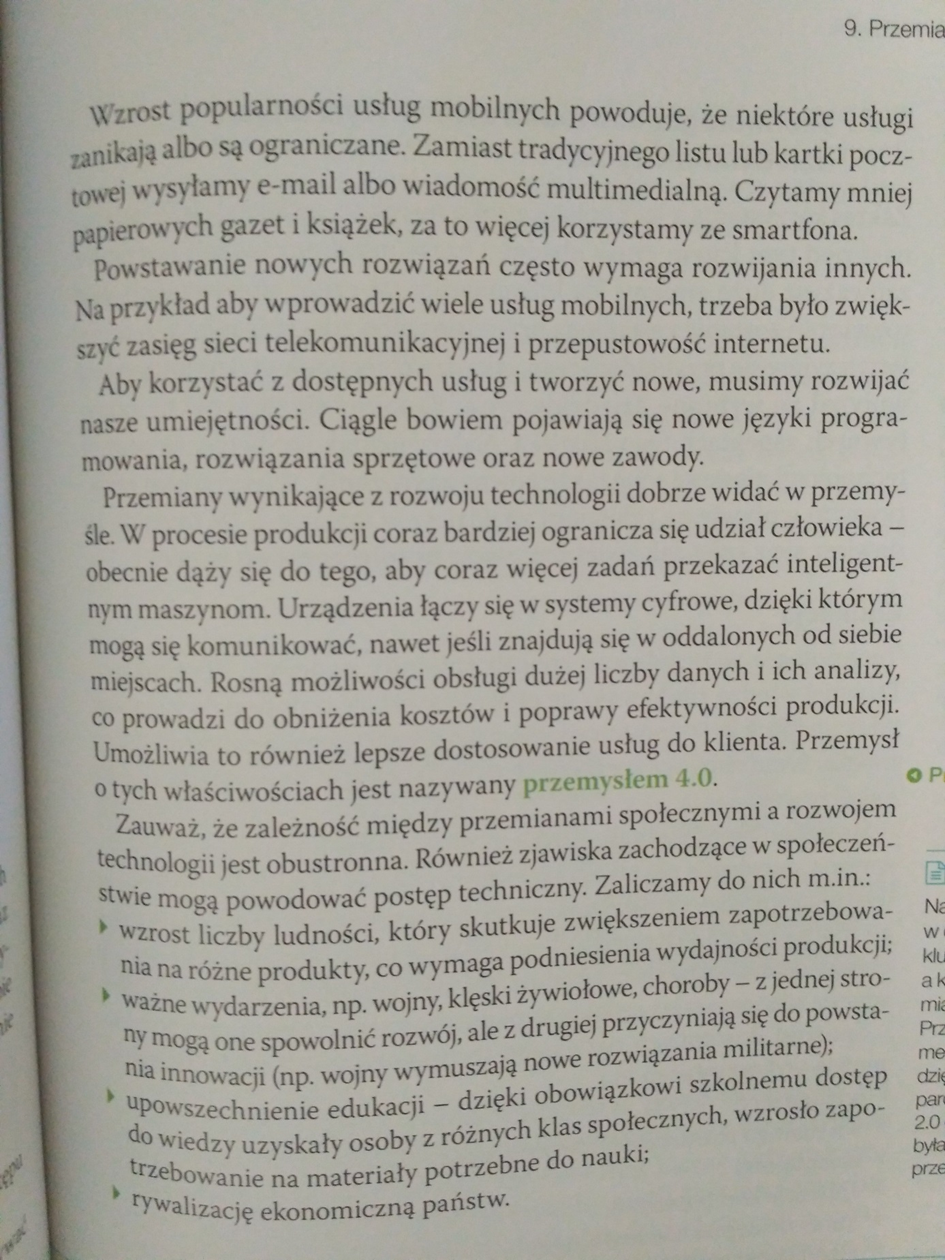 9. Przemia
Wzrost popularności usług mobilnych powoduje, że niektóre usługi
zanikają albo są ograniczane. Zamiast tradycyjnego listu lub kartki pocz-
towej wysyłamy e-mail albo wiadomość multimedialną. Czytamy mniej
papierowych gazet i książek, za to więcej korzystamy ze smartfona.
Powstawanie nowych rozwiązań często wymaga rozwijania innych.
Na przykład aby wprowadzić wiele usług mobilnych, trzeba było zwięk-
szyć zasięg sieci telekomunikacyjnej i przepustowość internetu.
Aby korzystać z dostępnych usług i tworzyć nowe, musimy rozwijać
nasze umiejętności. Ciągle bowiem pojawiają się nowe języki progra-
mowania, rozwiązania sprzętowe oraz nowe zawody.
Przemiany wynikające z rozwoju technologii dobrze widać w przemy-
śle. W procesie produkcji coraz bardziej ogranicza się udział człowieka –
obecnie dąży się do tego, aby coraz więcej zadań przekazać inteligent-
nym maszynom. Urządzenia łączy się w systemy cyfrowe, dzięki którym
mogą się komunikować, nawet jeśli znajdują się w oddalonych od siebie
miejscach. Rosną możliwości obsługi dużej liczby danych i ich analizy,
co prowadzi do obniżenia kosztów i poprawy efektywności produkcji.
Umożliwia to również lepsze dostosowanie usług do klienta. Przemysł
o tych właściwościach jest nazywany przemysłem 4.0.
Zauważ, że zależność między przemianami społecznymi a rozwojem
technologii jest obustronna. Również zjawiska zachodzące w społeczeń-
stwie mogą powodować postęp techniczny. Zaliczamy do nich m.in.:
wzrost liczby ludności, który skutkuje zwiększeniem zapotrzebowa-
nia na różne produkty, co wymaga podniesienia wydajności produkcji;
ważne wydarzenia, np. wojny, klęski żywiołowe, choroby – z jednej stro-
ny mogą one spowolnić rozwój, ale z drugiej przyczyniają się do powsta-
nia innowacji (np. wojny wymuszają nowe rozwiązania militarne);
upowszechnienie edukacji – dzięki obowiązkowi szkolnemu dostęp
do wiedzy uzyskały osoby z różnych klas społecznych, wzrosło zapo-
trzebowanie na materiały potrzebne do nauki;
rywalizację ekonomiczną państw.
Na
w
klu
a k
mia
Prz
me
dzię
paro
2.0
była
prze